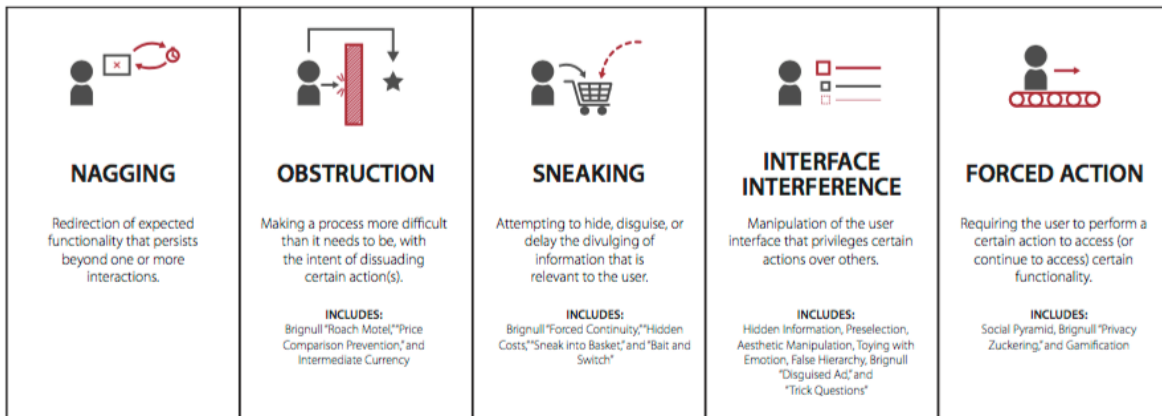 NAGGING
Redirection of expected
functionality that persists
beyond one or more
interactions.
OBSTRUCTION
Making a process more difficult
than it needs to be, with
the intent of dissuading
certain action(s).
INCLUDES:
Brignull "Roach Motel," "Price
Comparison Prevention," and
Intermediate Currency
SNEAKING
Attempting to hide, disguise, or
delay the divulging of
information that is
relevant to the user.
INCLUDES:
Brignull "Forced Continuity," "Hidden
Costs," "Sneak into Basket," and "Bait and
Switch"
INTERFACE
INTERFERENCE
Manipulation of the user
interface that privileges certain
actions over others.
INCLUDES:
Hidden Information, Preselection,
Aesthetic Manipulation, Toying with
Emotion, False Hierarchy, Brignull
"Disguised Ad," and
"Trick Questions"
FORCED ACTION
Requiring the user to perform a
certain action to access (or
continue to access) certain
functionality.
INCLUDES:
Social Pyramid, Brignull "Privacy
Zuckering," and Gamification